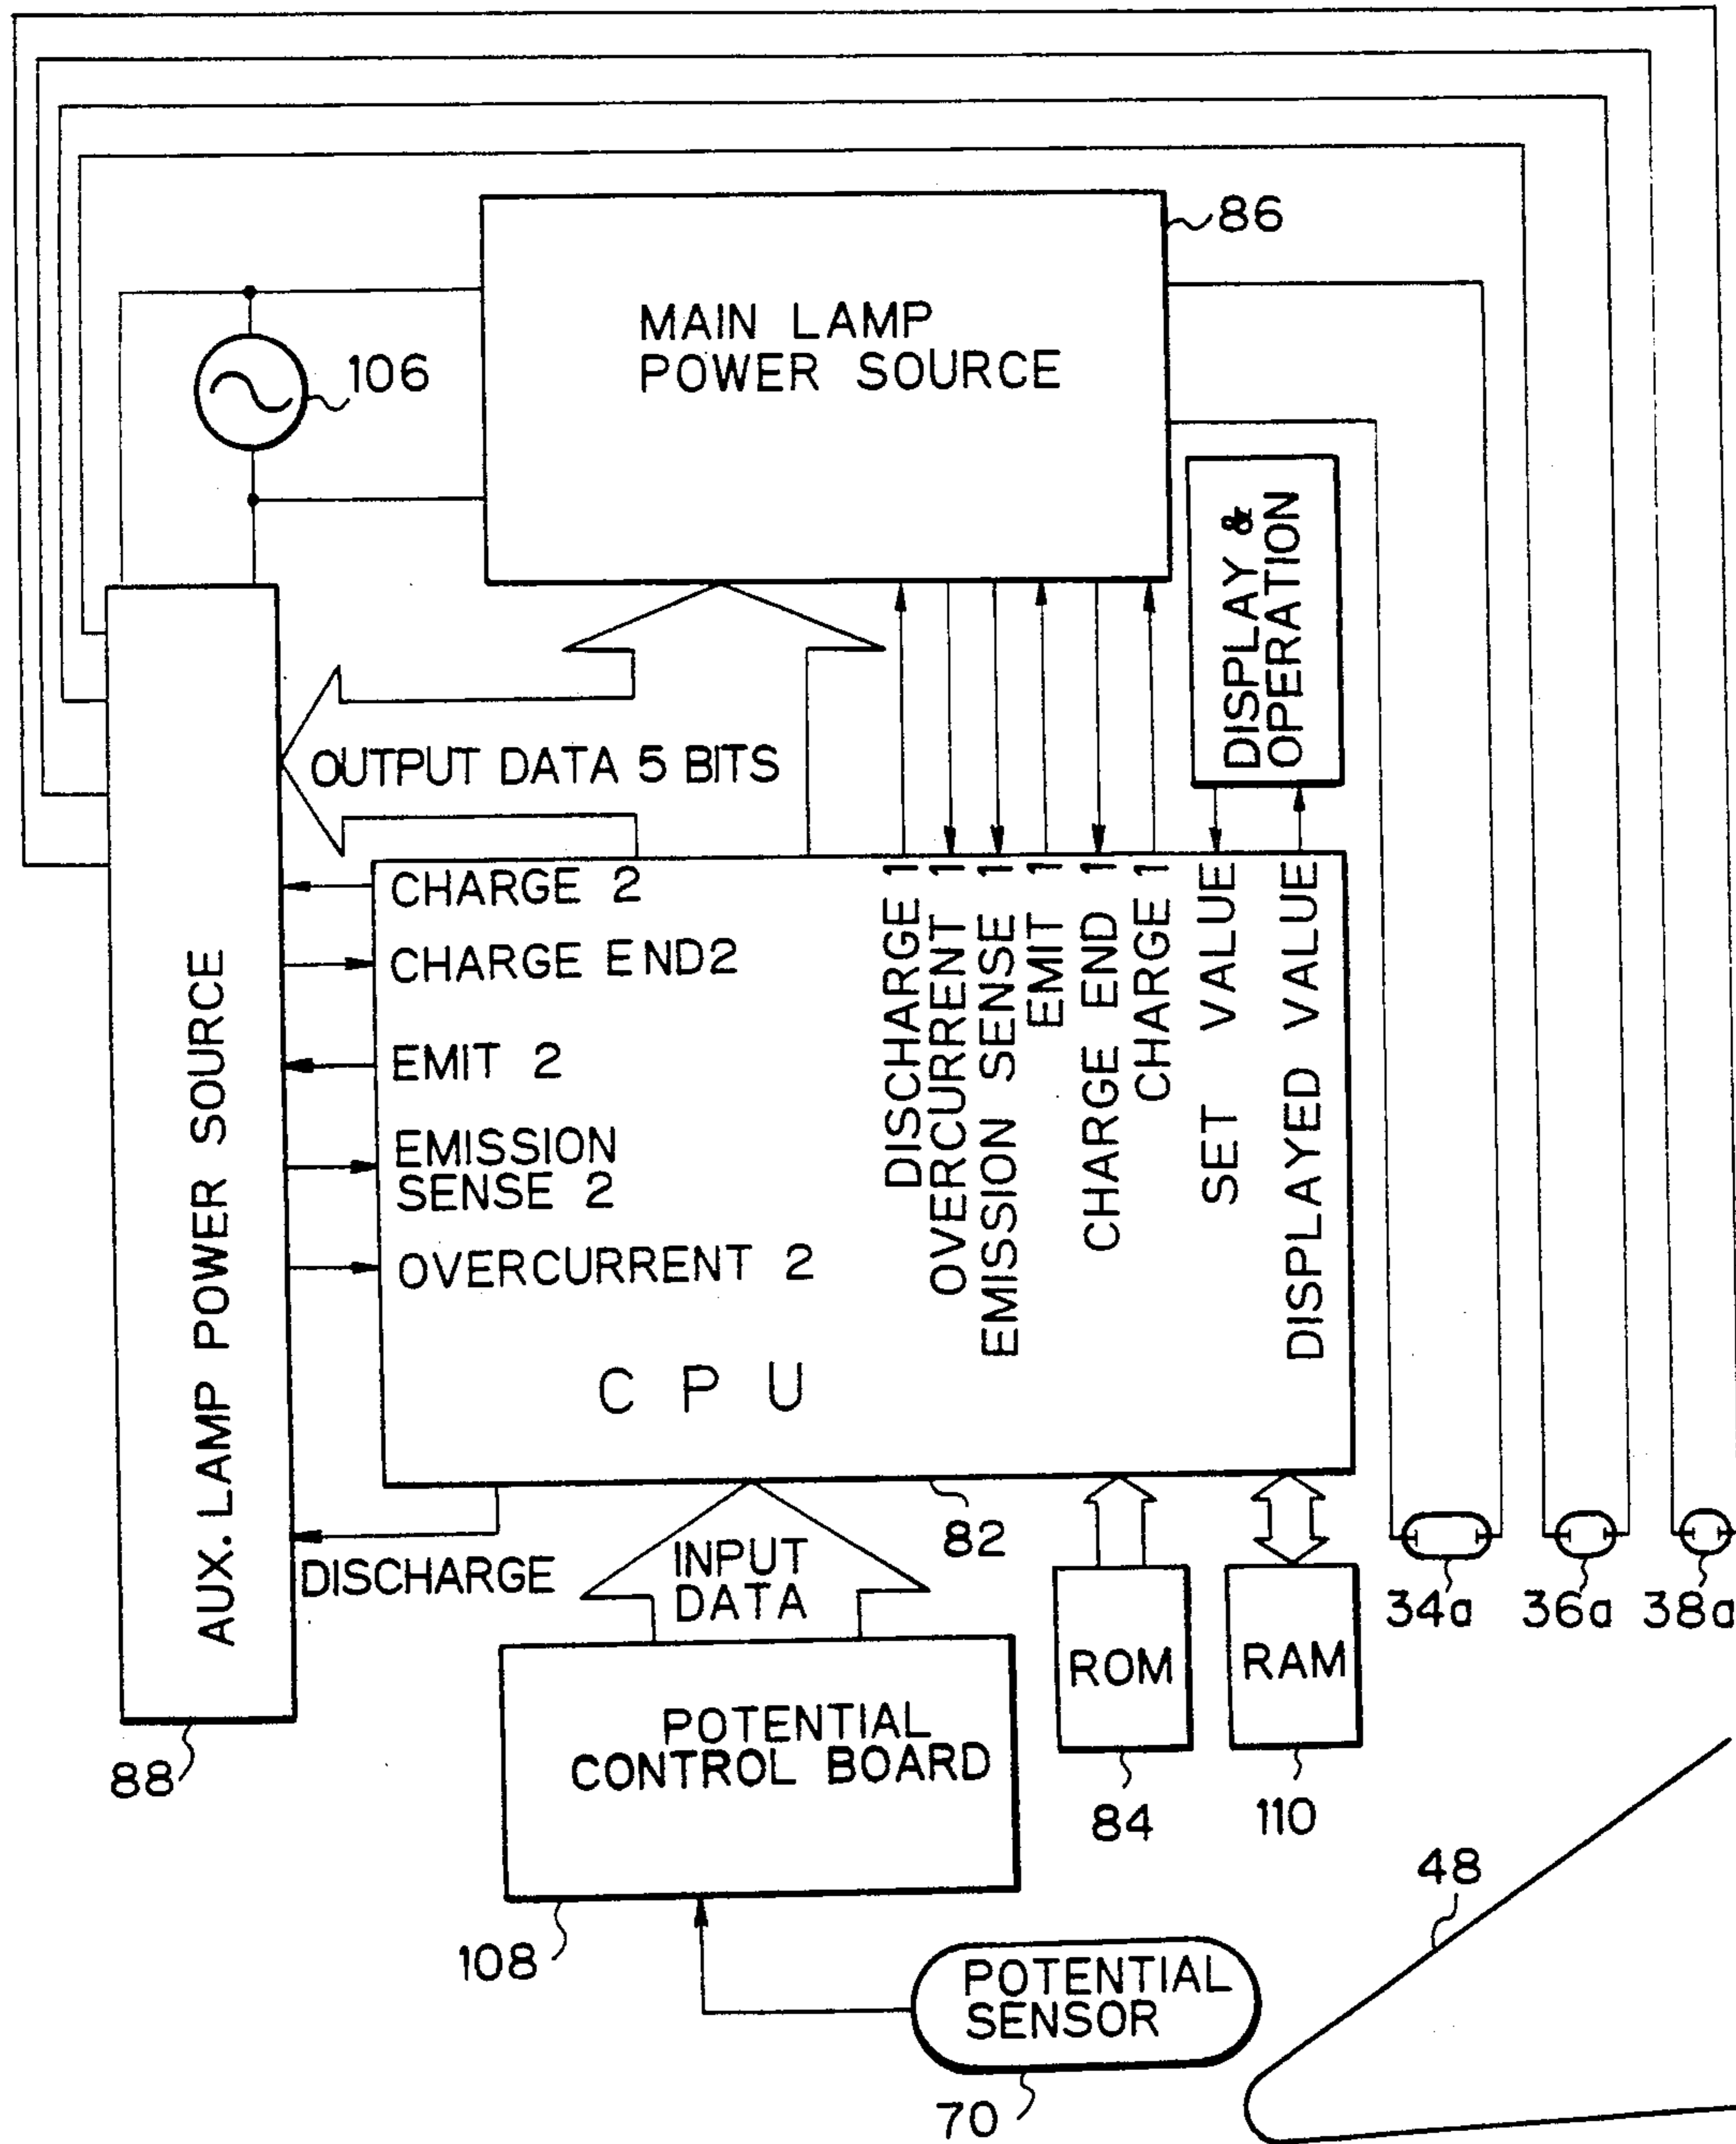 86
MAIN LAMP
POWER SOURCE
106
DISPLAY &
OPERATION
OUTPUT DATA 5 BITS
AUX. LAMP POWER SOURCE
CHARGE 2
CHARGE END2
EMIT 2
EMISSION
SENSE 2
OVERCURRENT 2
DISCHARGE 1
OVERCURRENT 1
EMISSION SENSE 1
EMIT 1
CHARGE END 1
CHARGE 1
SET VALUE
DISPLAYED VALUE
C P U
82
DISCHARGE
INPUT
DATA
34a
36a
38a
ROM
RAM
POTENTIAL
CONTROL BOARD
88
84
110
108
48
POTENTIAL
SENSOR
70